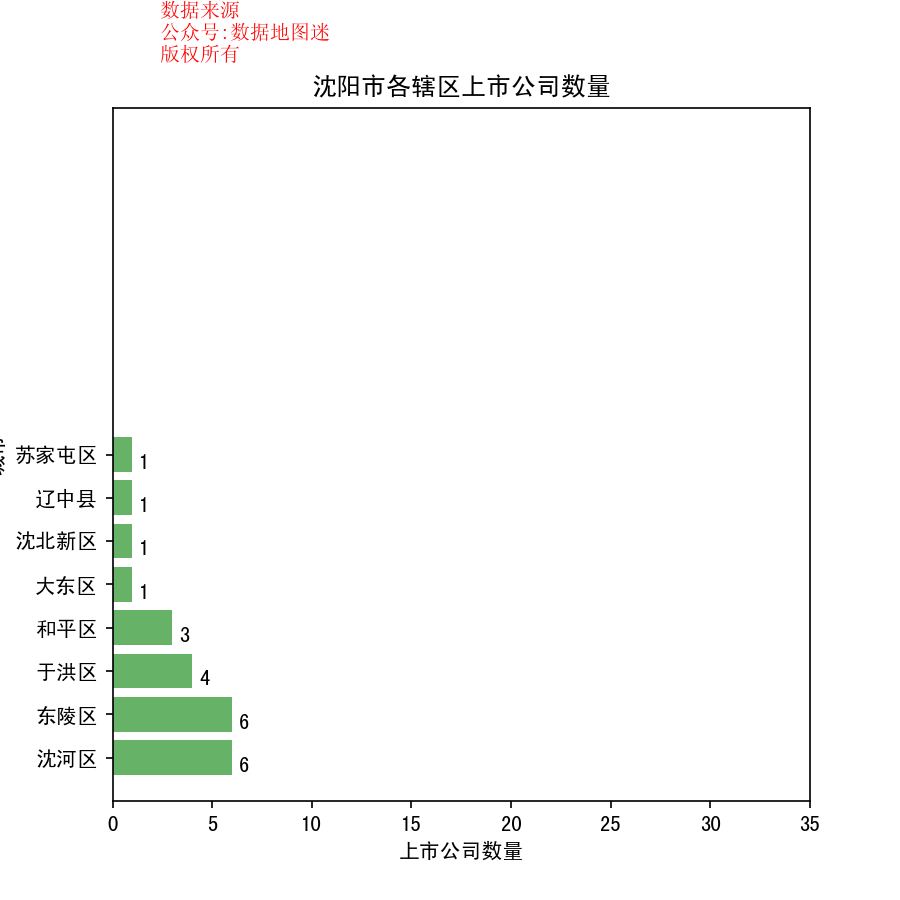 数据来源
公众号:数据地图迷
版权所有
沈阳市各辖区上市公司数量
苏家屯区 1
辽中县 1
沈北新区 1
大东区 1
和平区 3
于洪区 4
东陵区 6
沈河区 6
0 5 10 15 20 25 30 35
上市公司数量